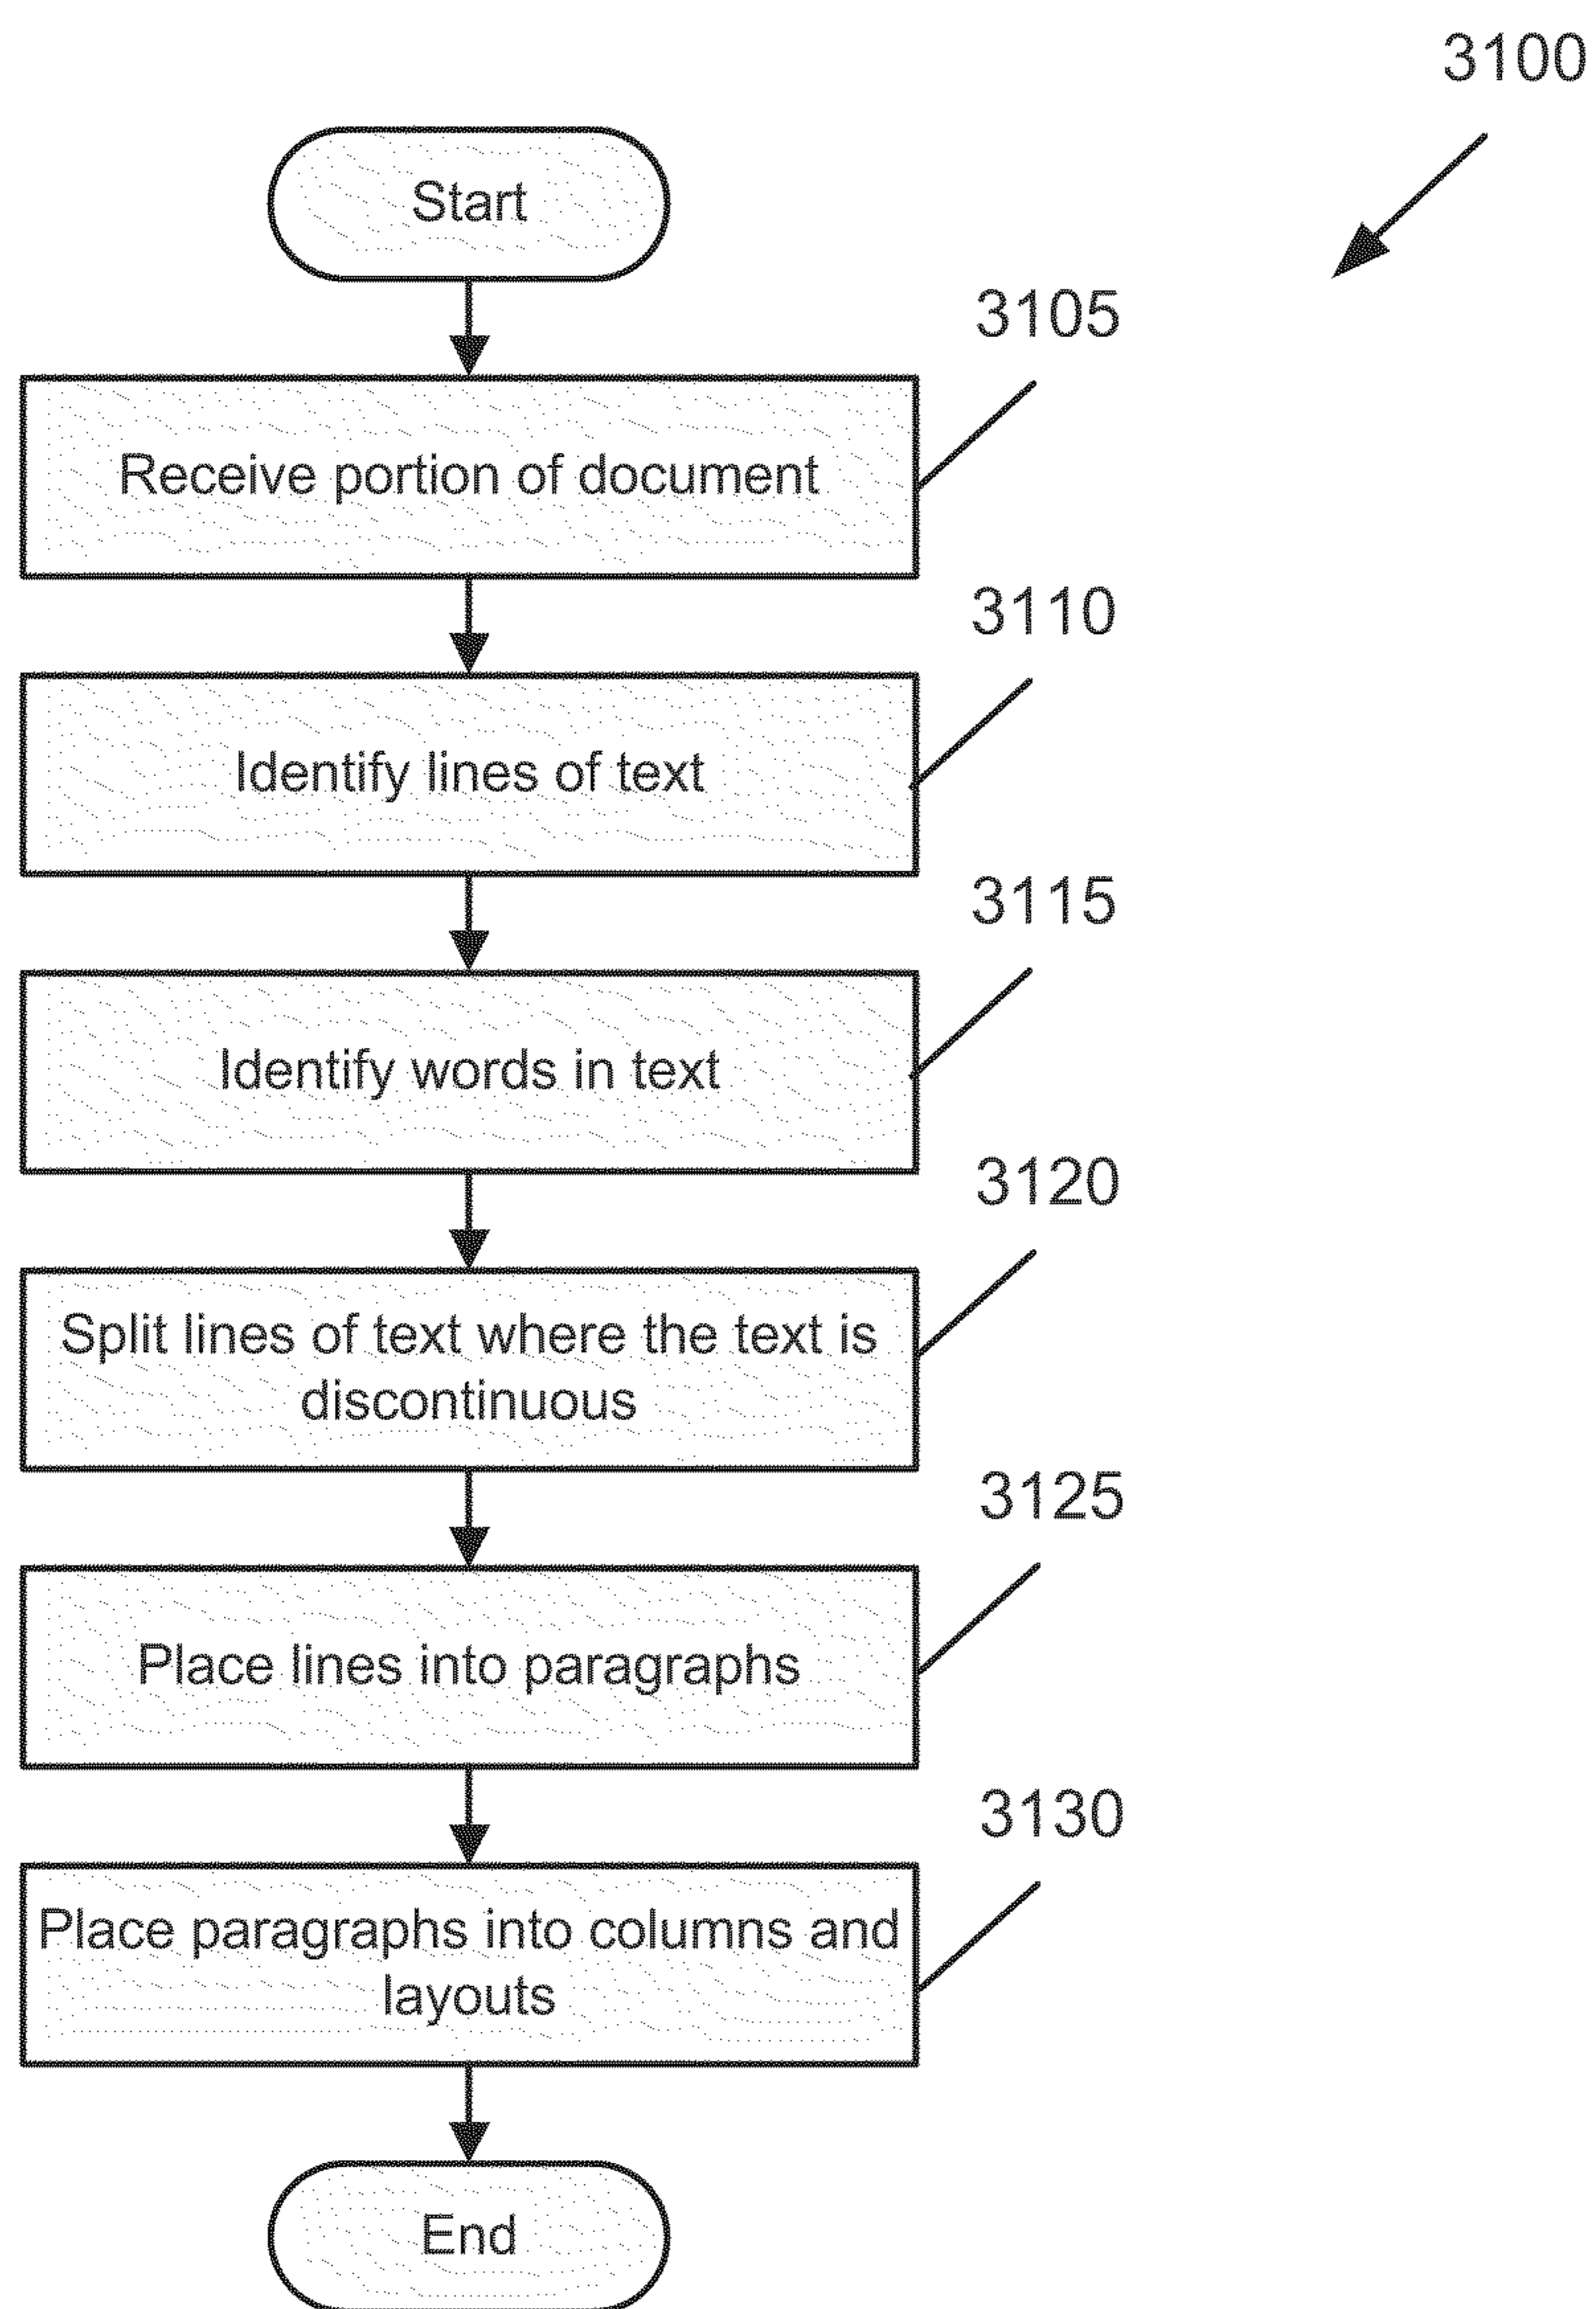 3100
Start
3105
Receive portion of document
3110
Identify lines of text
3115
Identify words in text
3120
Split lines of text where the text is
discontinuous
3125
Place lines into paragraphs
3130
Place paragraphs into columns and
layouts
End